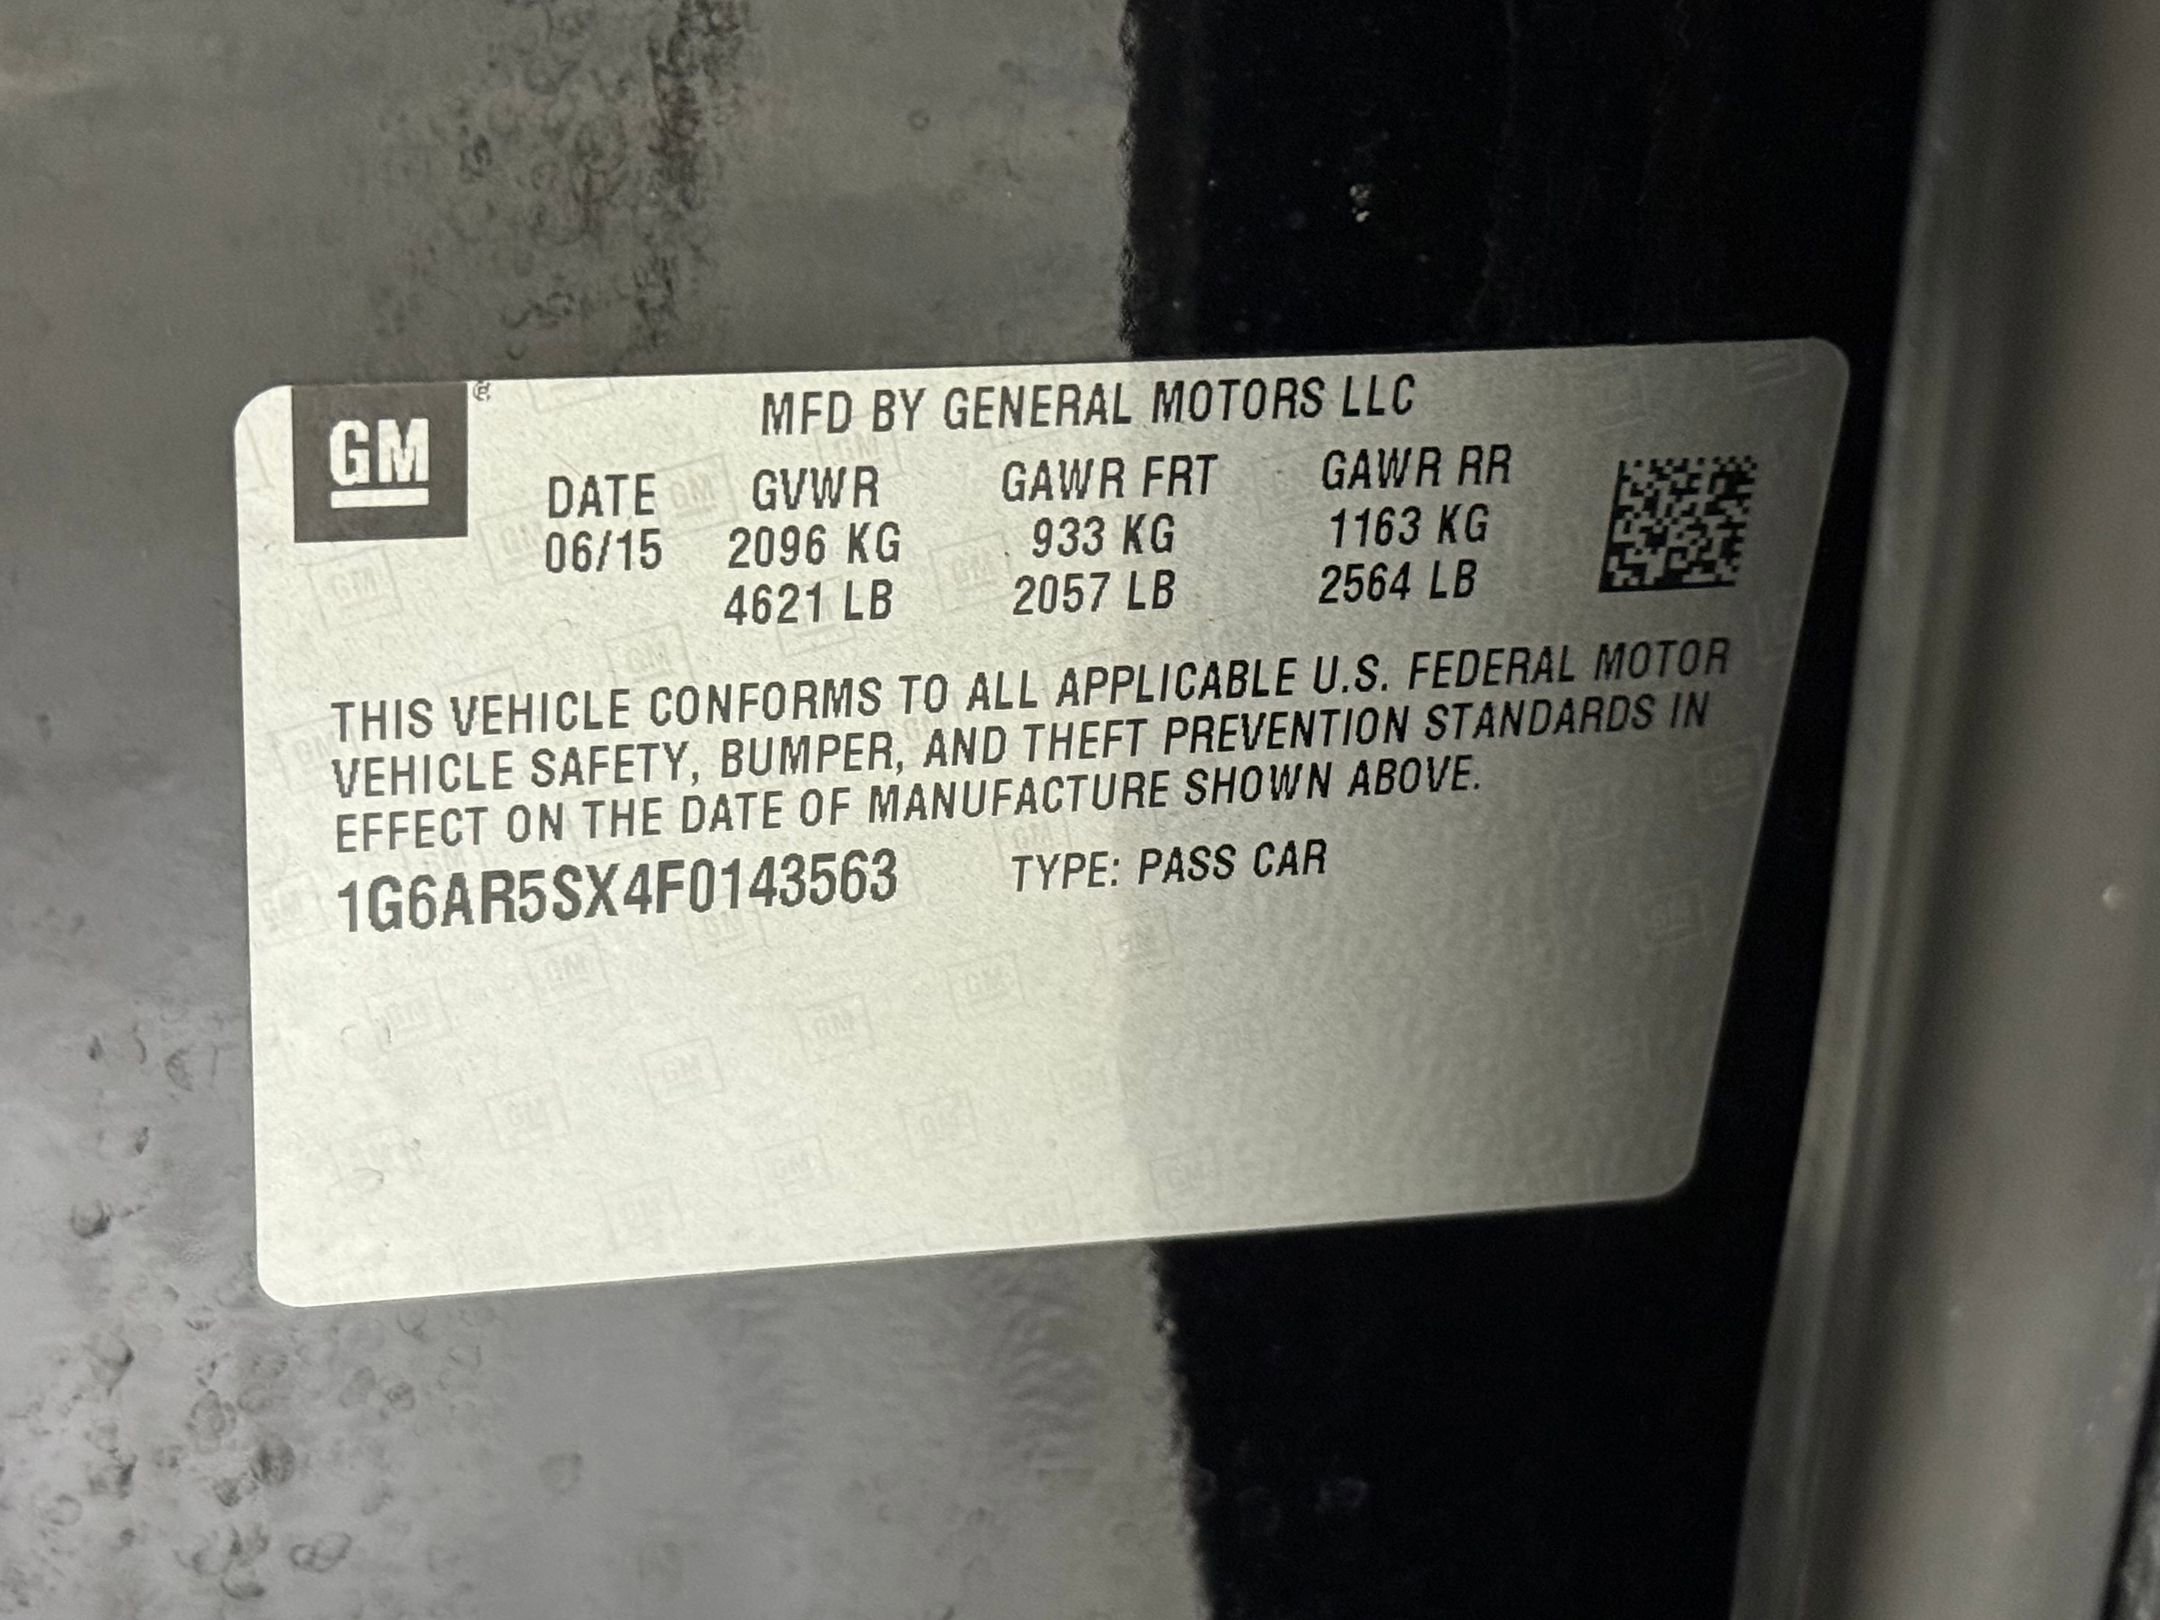 GM
MFD BY GENERAL MOTORS LLC
DATE GVWR GAWR FRT GAWR RR
06/15 2096 KG 933 KG 1163 KG
4621 LB 2057 LB 2564 LB
THIS VEHICLE CONFORMS TO ALL APPLICABLE U.S. FEDERAL MOTOR
VEHICLE SAFETY, BUMPER, AND THEFT PREVENTION STANDARDS IN
EFFECT ON THE DATE OF MANUFACTURE SHOWN ABOVE.
1G6AR5SX4F0143563 TYPE: PASS CAR